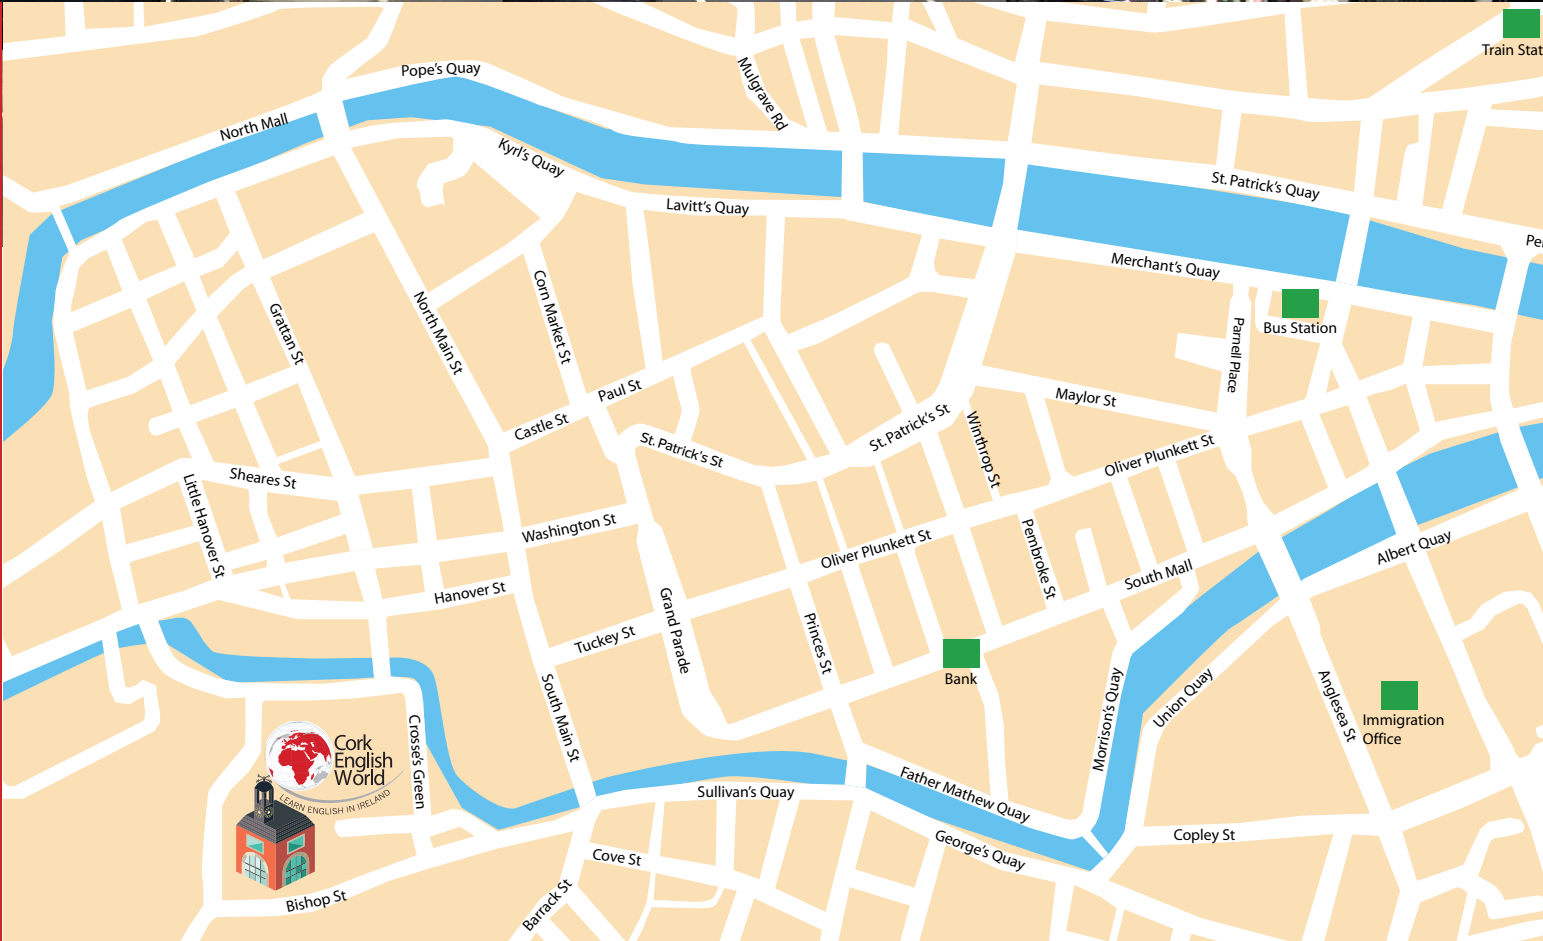 Train Stat
Pope's Quay
Mulgrave Rd
North Mall
Kyrl's Quay
St. Patrick's Quay
Lavitt's Quay
Pe
Merchant's Quay
Corn Market St
North Main St
Grattan St
Bus Station
Parnell Place
Paul St
Maylor St
Castle St
St. Patrick's St
St. Patrick's St
Winthrop St
Oliver Plunkett St
Sheares St
Little Hanover St
Washington St
Oliver Plunkett St
Pembroke St
South Mall
Albert Quay
Hanover St
Grand Parade
Tuckey St
Princes St
Bank
South Main St
Morrison's Quay
Union Quay
Anglesea St
Immigration
Office
Crosse's Green
Cork
English
World
LEARN ENGLISH IN IRELAND
Sullivan's Quay
Father Mathew Quay
George's Quay
Copley St
Cove St
Barrack St
Bishop St